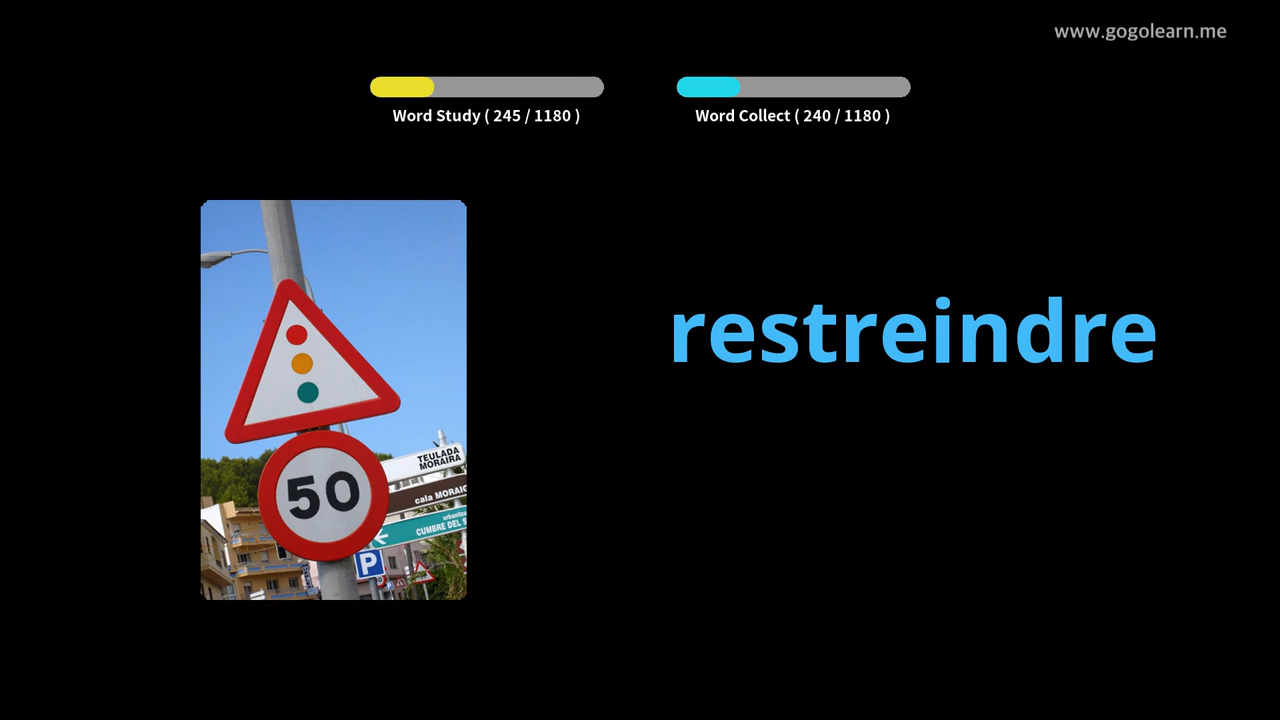 www.gogolearn.me
Word Study ( 245 / 1180 )
Word Collect ( 240 / 1180 )
restreindre
50
TEULADA
MORAIRA
cala MORAIG
urbanitza
CUMBRE DEL S
P